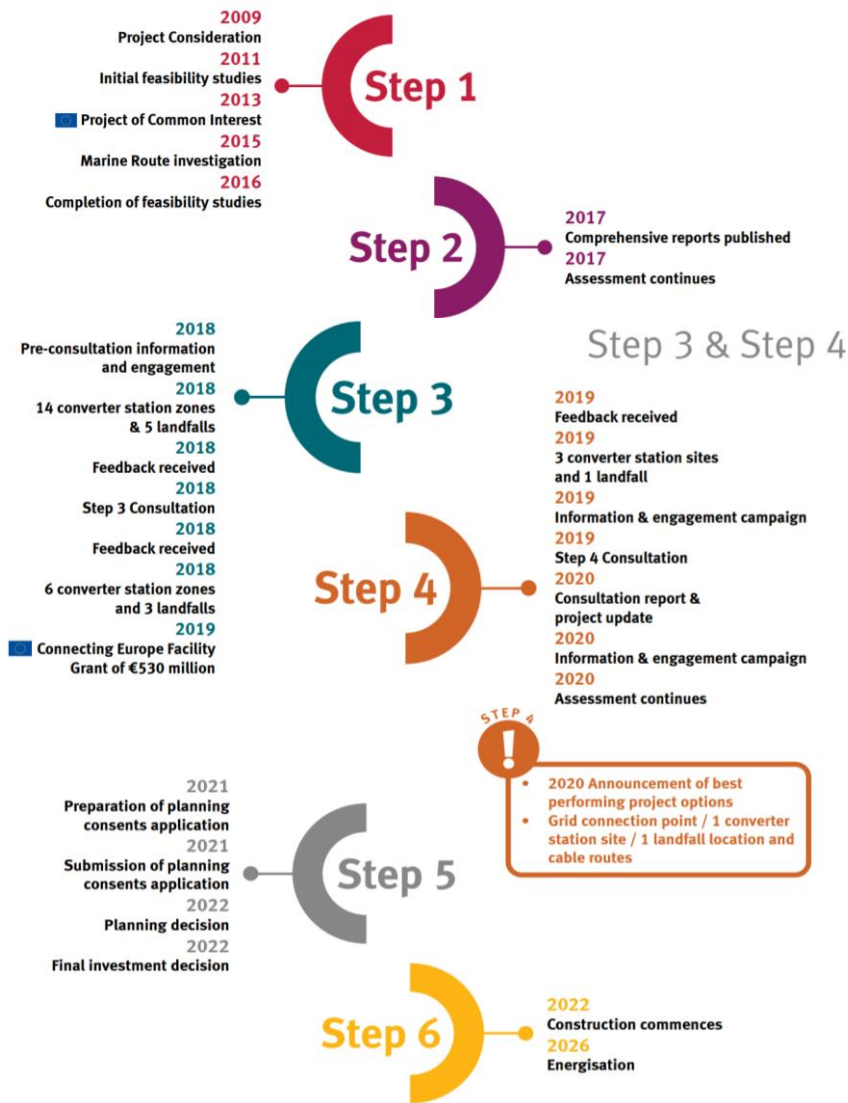 2009
Project Consideration
2011
Initial feasibility studies
2013
Project of Common Interest
2015
Marine Route investigation
2016
Completion of feasibility studies
Step 1
Step 2
2017
Comprehensive reports published
2017
Assessment continues
2018
Pre-consultation information
and engagement
2018
14 converter station zones
& 5 landfalls
2018
Feedback received
2018
Step 3 Consultation
2018
Feedback received
2018
6 converter station zones
and 3 landfalls
2019
Connecting Europe Facility
Grant of €530 million
Step 3
Step 3 & Step 4
Step 4
2019
Feedback received
2019
3 converter station sites
and 1 landfall
2019
Information & engagement campaign
2019
Step 4 Consultation
2020
Consultation report &
project update
2020
Information & engagement campaign
2020
Assessment continues
STEP 4
!
• 2020 Announcement of best
performing project options
• Grid connection point / 1 converter
station site / 1 landfall location and
cable routes
2021
Preparation of planning
consents application
2021
Submission of planning
consents application
2022
Planning decision
2022
Final investment decision
Step 5
Step 6
2022
Construction commences
2026
Energisation